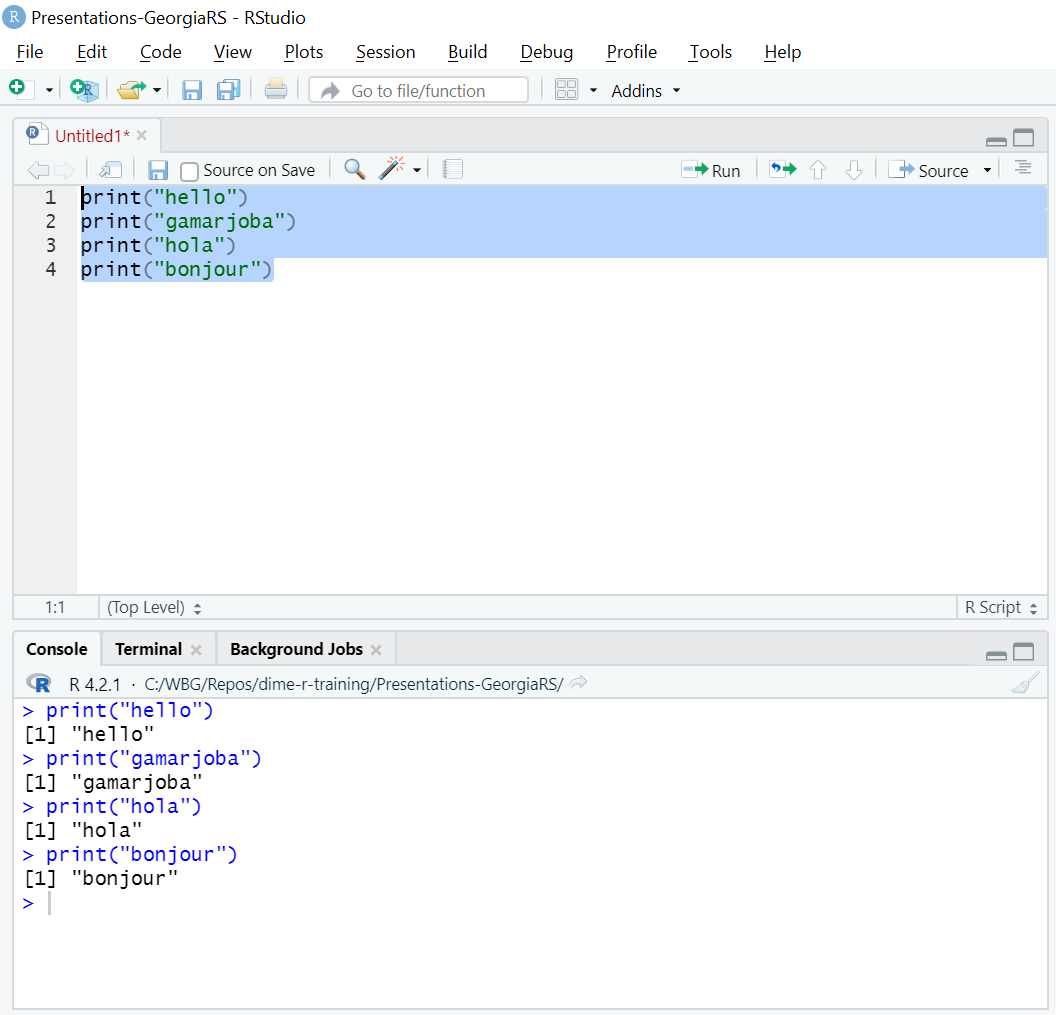 Presentations-GeorgiaRS - RStudio
File Edit Code View Plots Session Build Debug Profile Tools Help
Go to file/function Addins
Untitled1*
Source on Save Run Source
1 print("hello")
2 print("gamarjoba")
3 print("hola")
4 print("bonjour")
1:1 (Top Level) R Script
Console Terminal Background Jobs
R 4.2.1 · C:/WBG/Repos/dime-r-training/Presentations-GeorgiaRS/
> print("hello")
[1] "hello"
> print("gamarjoba")
[1] "gamarjoba"
> print("hola")
[1] "hola"
> print("bonjour")
[1] "bonjour"
>